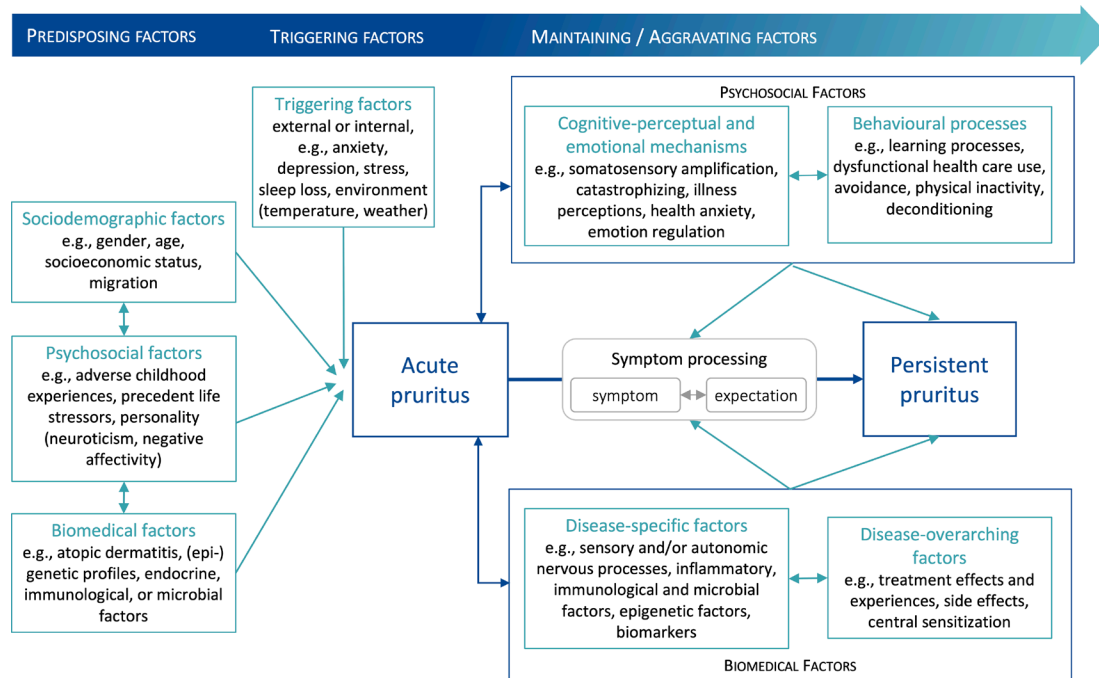 PREDISPOSING FACTORS
TRIGGERING FACTORS
MAINTAINING / AGGRAVATING FACTORS
Sociodemographic factors
e.g., gender, age,
socioeconomic status,
migration
Psychosocial factors
e.g., adverse childhood
experiences, precedent life
stressors, personality
(neuroticism, negative
affectivity)
Biomedical factors
e.g., atopic dermatitis, (epi-)
genetic profiles, endocrine,
immunological, or microbial
factors
Triggering factors
external or internal,
e.g., anxiety,
depression, stress,
sleep loss, environment
(temperature, weather)
Acute
pruritus
PSYCHOSOCIAL FACTORS
Cognitive-perceptual and
emotional mechanisms
e.g., somatosensory amplification,
catastrophizing, illness
perceptions, health anxiety,
emotion regulation
Behavioural processes
e.g., learning processes,
dysfunctional health care use,
avoidance, physical inactivity,
deconditioning
Symptom processing
symptom
expectation
Persistent
pruritus
Disease-specific factors
e.g., sensory and/or autonomic
nervous processes, inflammatory,
immunological and microbial
factors, epigenetic factors,
biomarkers
Disease-overarching
factors
e.g., treatment effects and
experiences, side effects,
central sensitization
BIOMEDICAL FACTORS